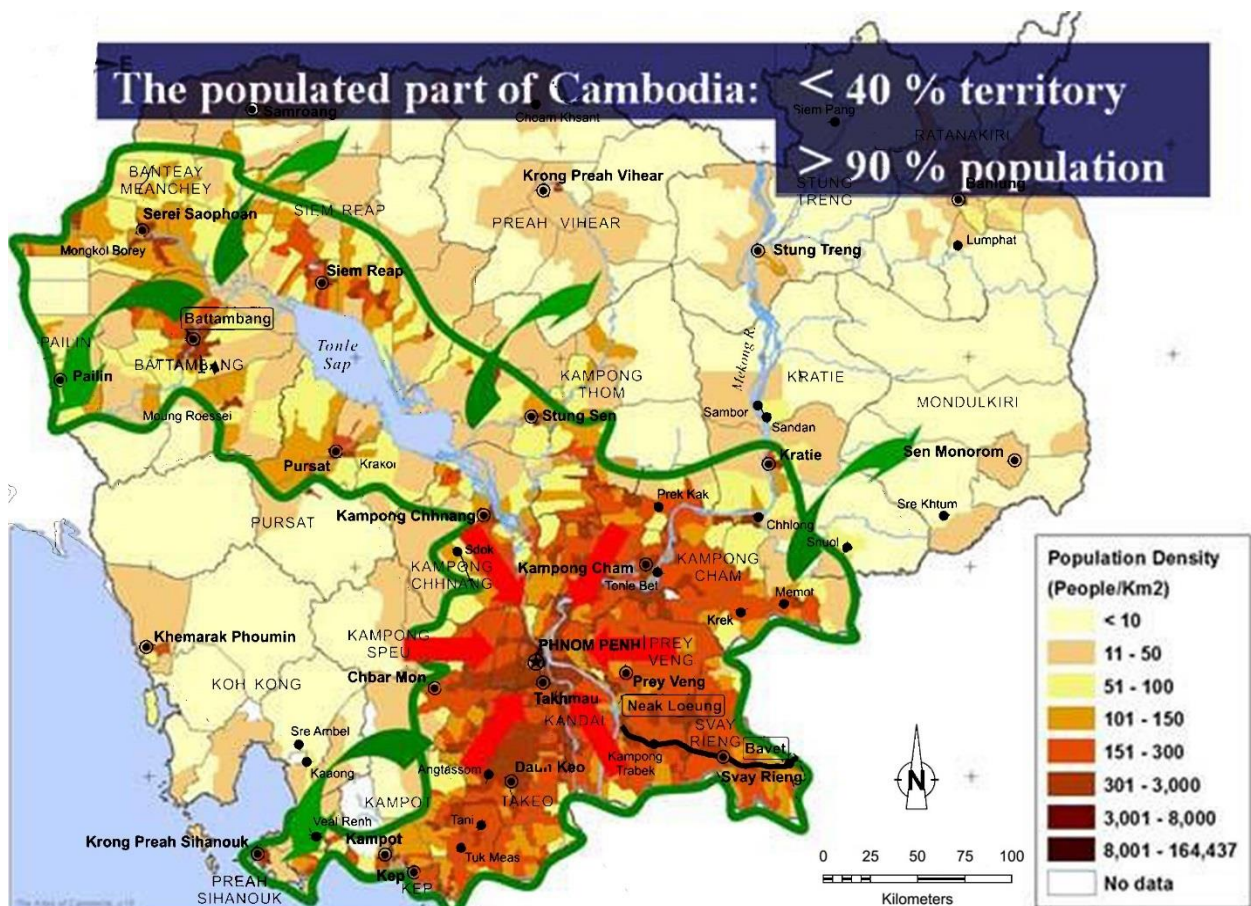 The populated part of Cambodia: < 40 % territory
> 90 % population
Samroang
Choam Khsant
Siem Pang
RATANAKIRI
BANTEAY
MEANCHEY
Krong Preah Vihear
STUNG
TRENG
Banlung
Serei Saophoan
SIEM REAP
PREAH VIHEAR
Mongkol Borey
Stung Treng
Lumphat
Siem Reap
Battambang
PAILIN
BATTAMBANG
Tonle
Sap
Mekong R.
Pailin
KAMPONG
THOM
KRATIE
MONDULKIRI
Moung Roessei
Stung Sen
Sambor
Sandan
Pursat
Krakor
Kratie
Sen Monorom
Prek Kak
PURSAT
Kampong Chhnang
Chhlong
Sre Khtum
Snuol
Sdok
KAMPONG
CHHNANG
Kampong Cham
KAMPONG
CHAM
Tonle Bet
Memot
Krek
Khemarak Phoumin
KAMPONG
SPEU
PHNOM PENH
PREY
VENG
KOH KONG
Chbar Mon
Prey Veng
Takhmau
Neak Loeung
KANDAL
SVAY
RIENG
Bavet
Sre Ambel
Kaaong
Kampong
Trabek
Svay Rieng
Angtassom
Daun Keo
TAKEO
KAMPOT
Veal Renh
Tani
Krong Preah Sihanouk
Kampot
Tuk Meas
Kep
KEP
PREAH
SIHANOUK
N
0 25 50 75 100
Kilometers
Population Density
(People/Km2)
< 10
11 - 50
51 - 100
101 - 150
151 - 300
301 - 3,000
3,001 - 8,000
8,001 - 164,437
No data